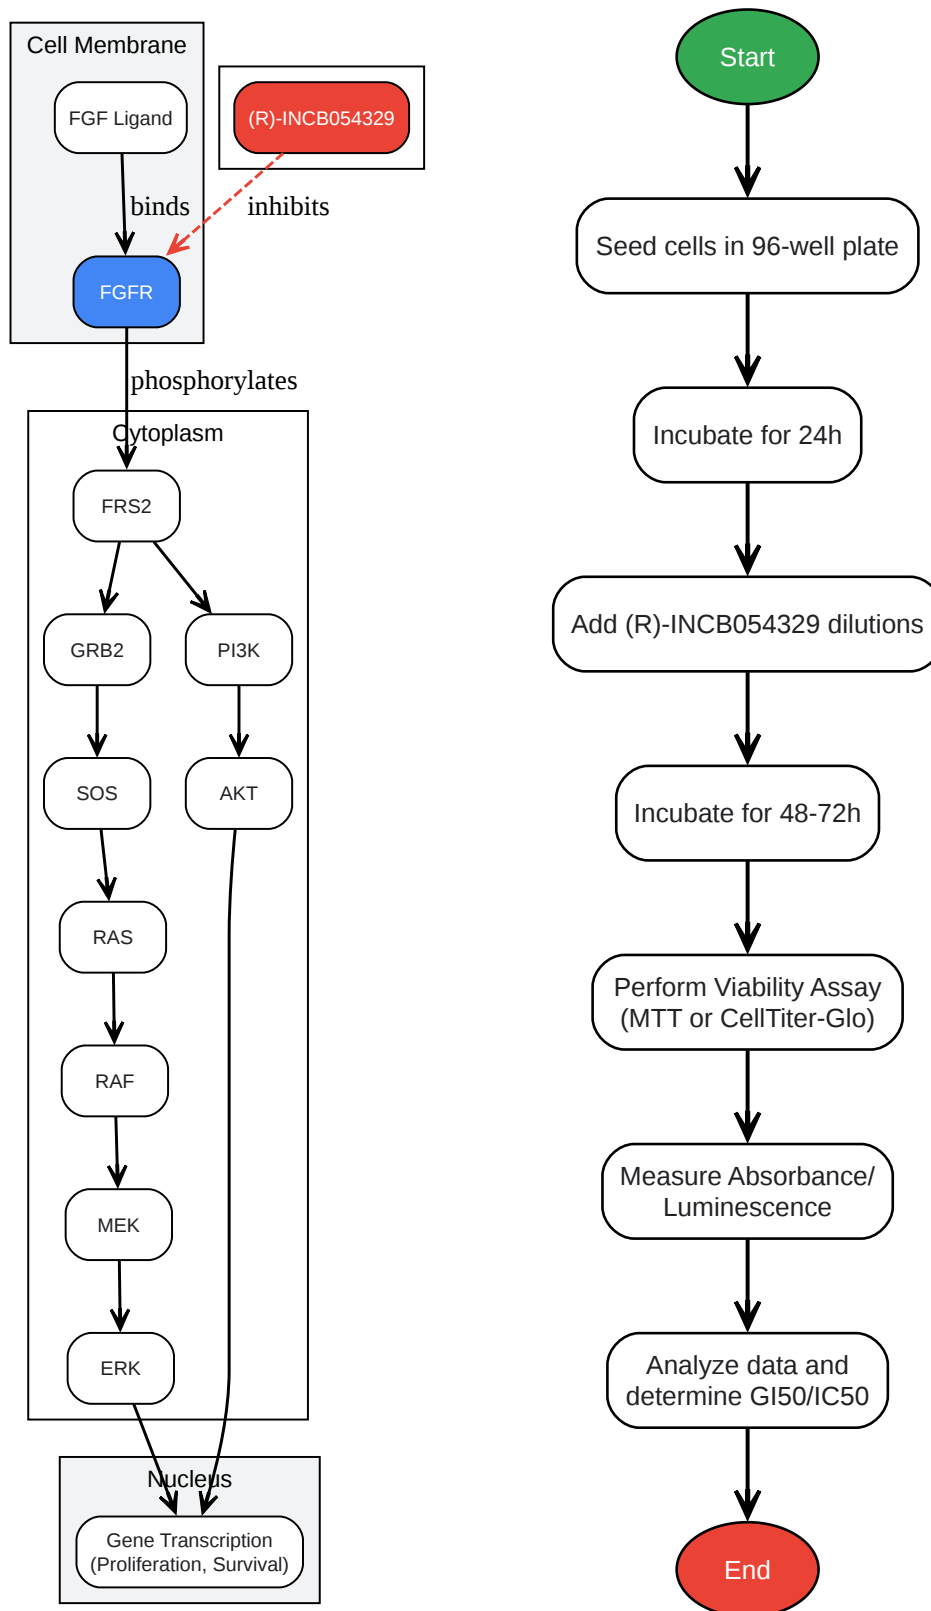 Cell Membrane
FGF Ligand
(R)-INCB054329
binds
inhibits
FGFR
phosphorylates
Cytoplasm
FRS2
GRB2
PI3K
SOS
AKT
RAS
RAF
MEK
ERK
Nucleus
Gene Transcription
(Proliferation, Survival)
Start
Seed cells in 96-well plate
Incubate for 24h
Add (R)-INCB054329 dilutions
Incubate for 48-72h
Perform Viability Assay
(MTT or CellTiter-Glo)
Measure Absorbance/
Luminescence
Analyze data and
determine GI50/IC50
End